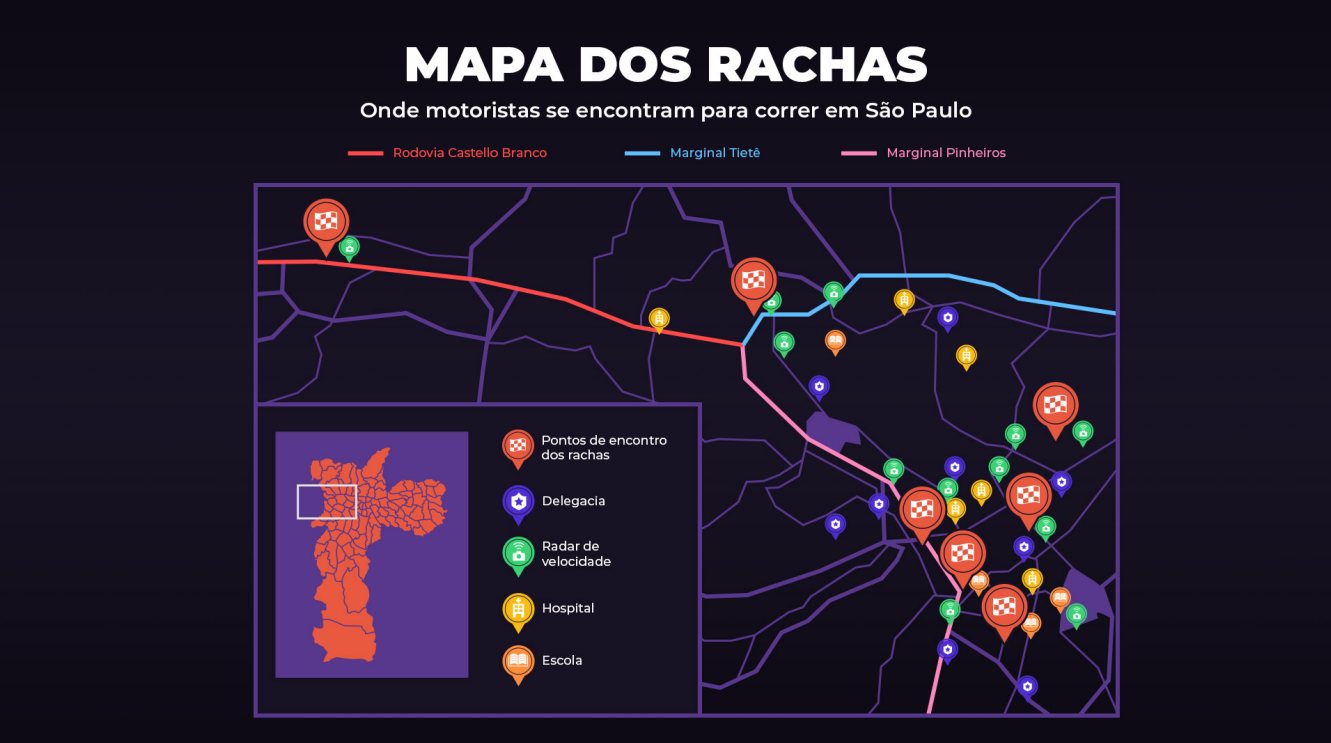 MAPA DOS RACHAS
Onde motoristas se encontram para correr em São Paulo
Rodovia Castello Branco
Marginal Tietê
Marginal Pinheiros
Pontos de encontro
dos rachas
Delegacia
Radar de
velocidade
Hospital
Escola